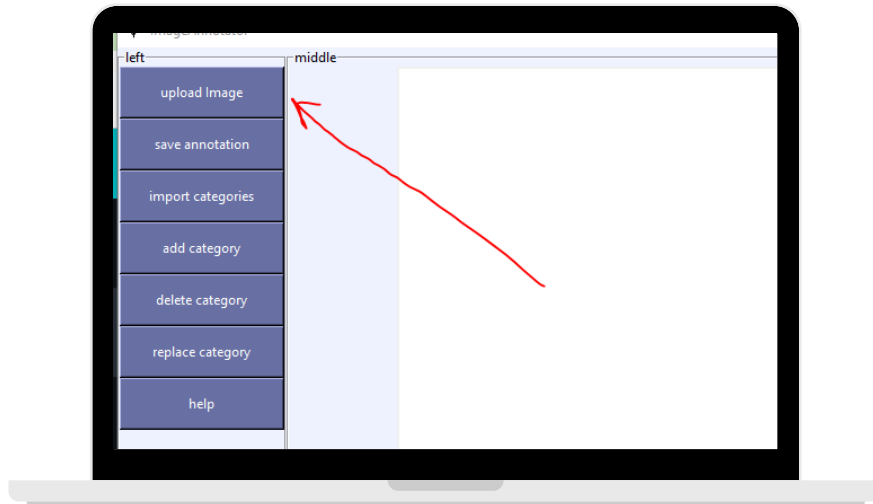 left
middle
upload Image
save annotation
import categories
add category
delete category
replace category
help